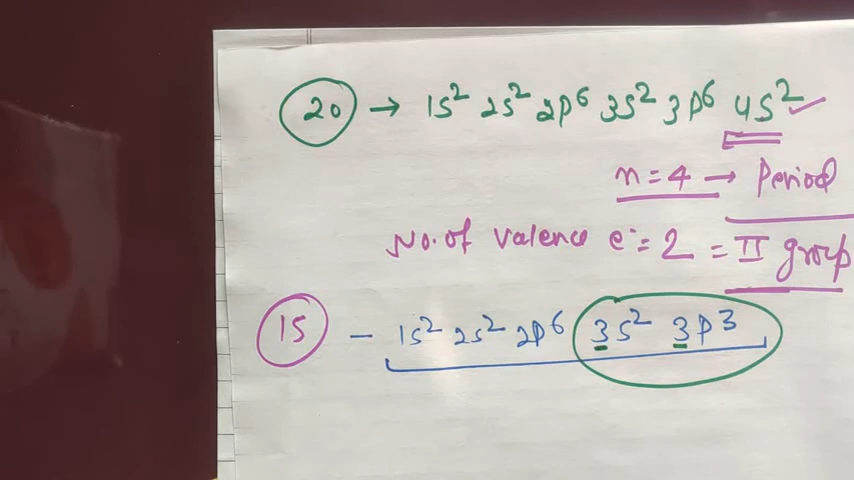 20 → 1s² 2s² 2p⁶ 3s² 3p⁶ 4s² ✓
n = 4 → Period
No. of valence e⁻ = 2 = II group
15 – 1s² 2s² 2p⁶ 3s² 3p³